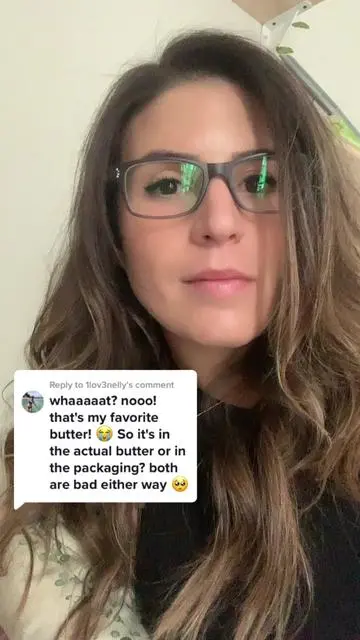 Reply to 1lov3nelly's comment
whaaaaat? nooo!
that's my favorite
butter! 😭 So it's in
the actual butter or in
the packaging? both
are bad either way 🥺